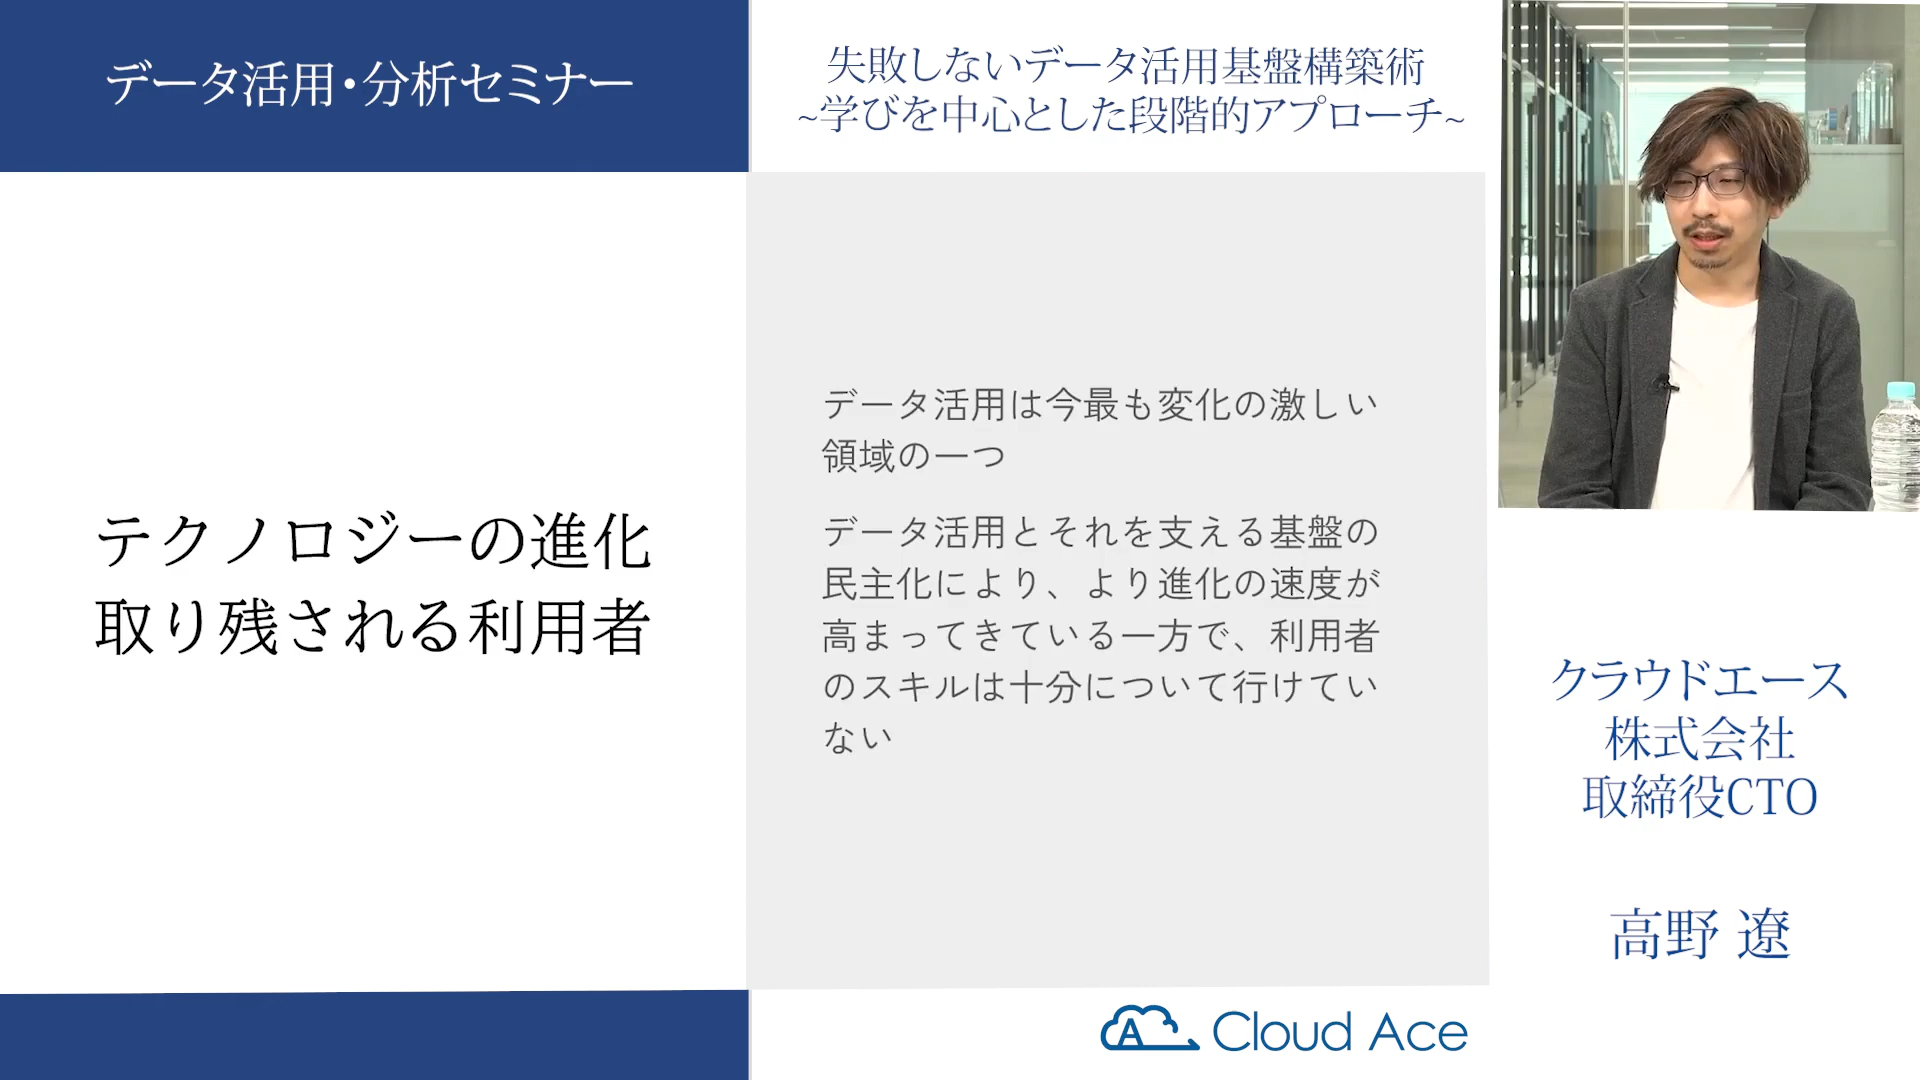 データ活用・分析セミナー
失敗しないデータ活用基盤構築術
~学びを中心とした段階的アプローチ~
テクノロジーの進化
取り残される利用者
データ活用は今最も変化の激しい
領域の一つ
データ活用とそれを支える基盤の
民主化により、より進化の速度が
高まってきている一方で、利用者
のスキルは十分について行けてい
ない
クラウドエース
株式会社
取締役CTO
高野 遼
A Cloud Ace